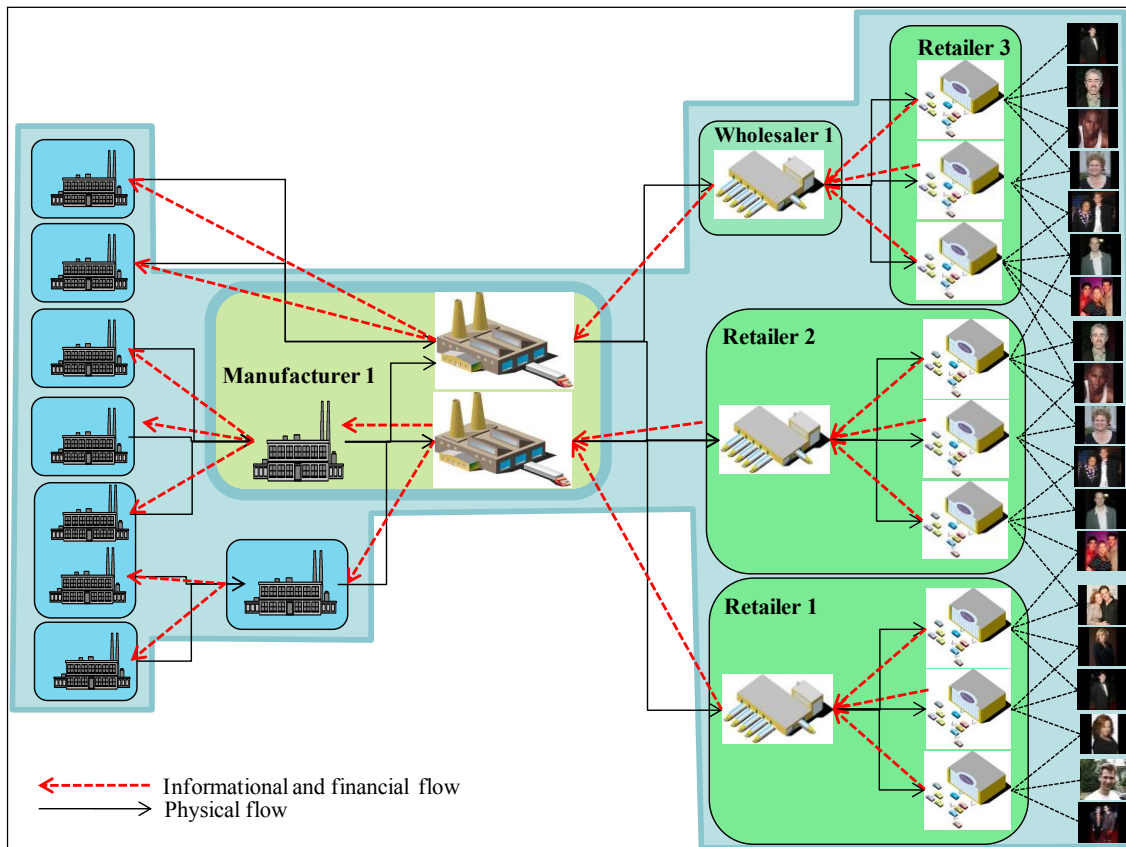 Retailer 3
Wholesaler 1
Retailer 2
Manufacturer 1
Retailer 1
Informational and financial flow
Physical flow